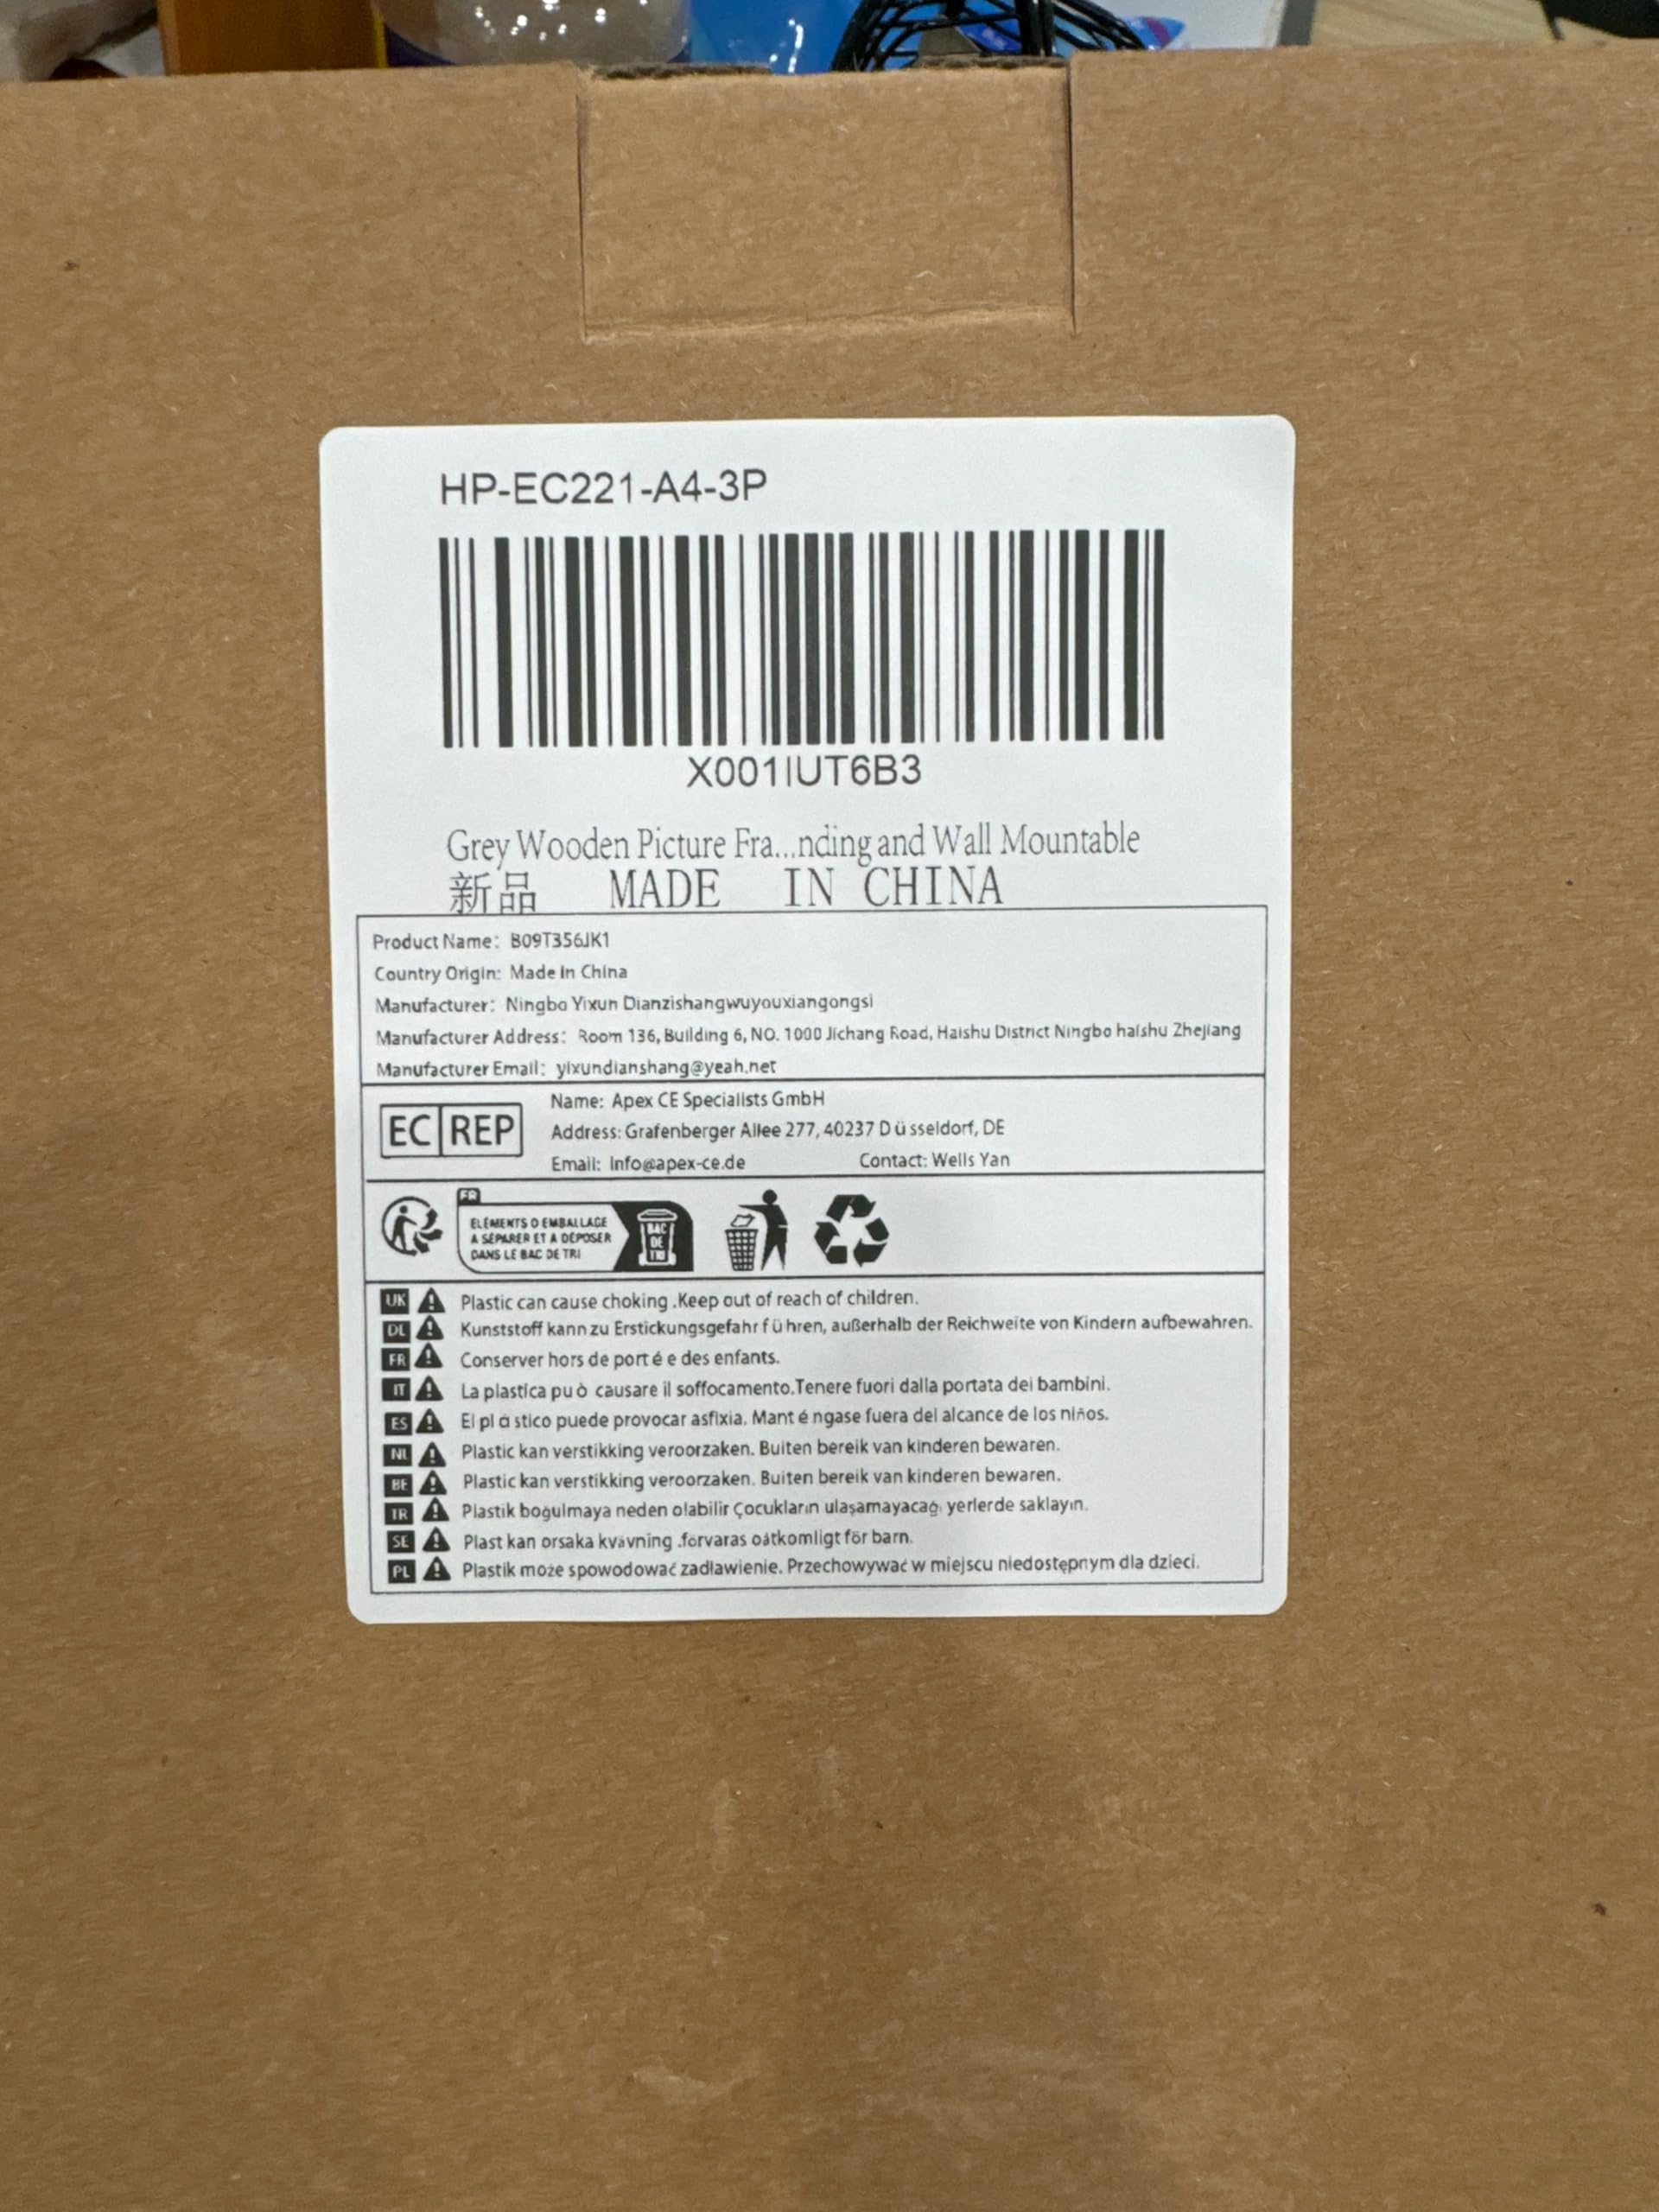 HP-EC221-A4-3P
X001IUT6B3
Grey Wooden Picture Fra...nding and Wall Mountable
新品 MADE IN CHINA
Product Name: B09T356JK1
Country Origin: Made in China
Manufacturer: Ningbo Yixun Dianzishangwuyouxiangongsi
Manufacturer Address: Room 136, Building 6, NO. 1000 Jichang Road, Haishu District Ningbo haishu Zhejiang
Manufacturer Email: yixundianshang@yeah.net
EC REP
Name: Apex CE Specialists GmbH
Address: Grafenberger Allee 277, 40237 Dü sseldorf, DE
Email: Info@apex-ce.de Contact: Wells Yan
FR
ELEMENTS D EMBALLAGE
A SÉPARER ET A DÉPOSER
DANS LE BAC DE TRI
BAC
DE
TRI
UK Plastic can cause choking .Keep out of reach of children.
DE Kunststoff kann zu Erstickungsgefahr f ü hren, außerhalb der Reichweite von Kindern aufbewahren.
FR Conserver hors de port é e des enfants.
IT La plastica pu ò causare il soffocamento.Tenere fuori dalla portata dei bambini.
ES El pl á stico puede provocar asfixia. Mant é ngase fuera del alcance de los niños.
NL Plastic kan verstikking veroorzaken. Buiten bereik van kinderen bewaren.
BE Plastic kan verstikking veroorzaken. Buiten bereik van kinderen bewaren.
TR Plastik boğulmaya neden olabilir Çocukların ulaşamayacağı yerlerde saklayın.
SE Plast kan orsaka kvävning .förvaras oåtkomligt för barn.
PL Plastik może spowodować zadławienie. Przechowywać w miejscu niedostępnym dla dzieci.